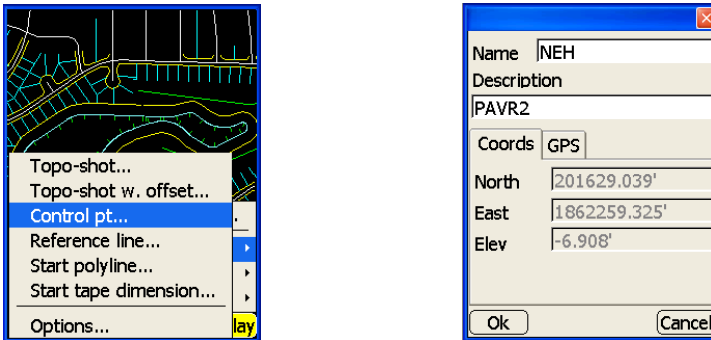 Topo-shot...
Topo-shot w. offset...
Control pt...
Reference line...
Start polyline...
Start tape dimension...
Options...
lay
Name NEH
Description
PAVR2
Coords GPS
North 201629.039'
East 1862259.325'
Elev -6.908'
Ok Cancel